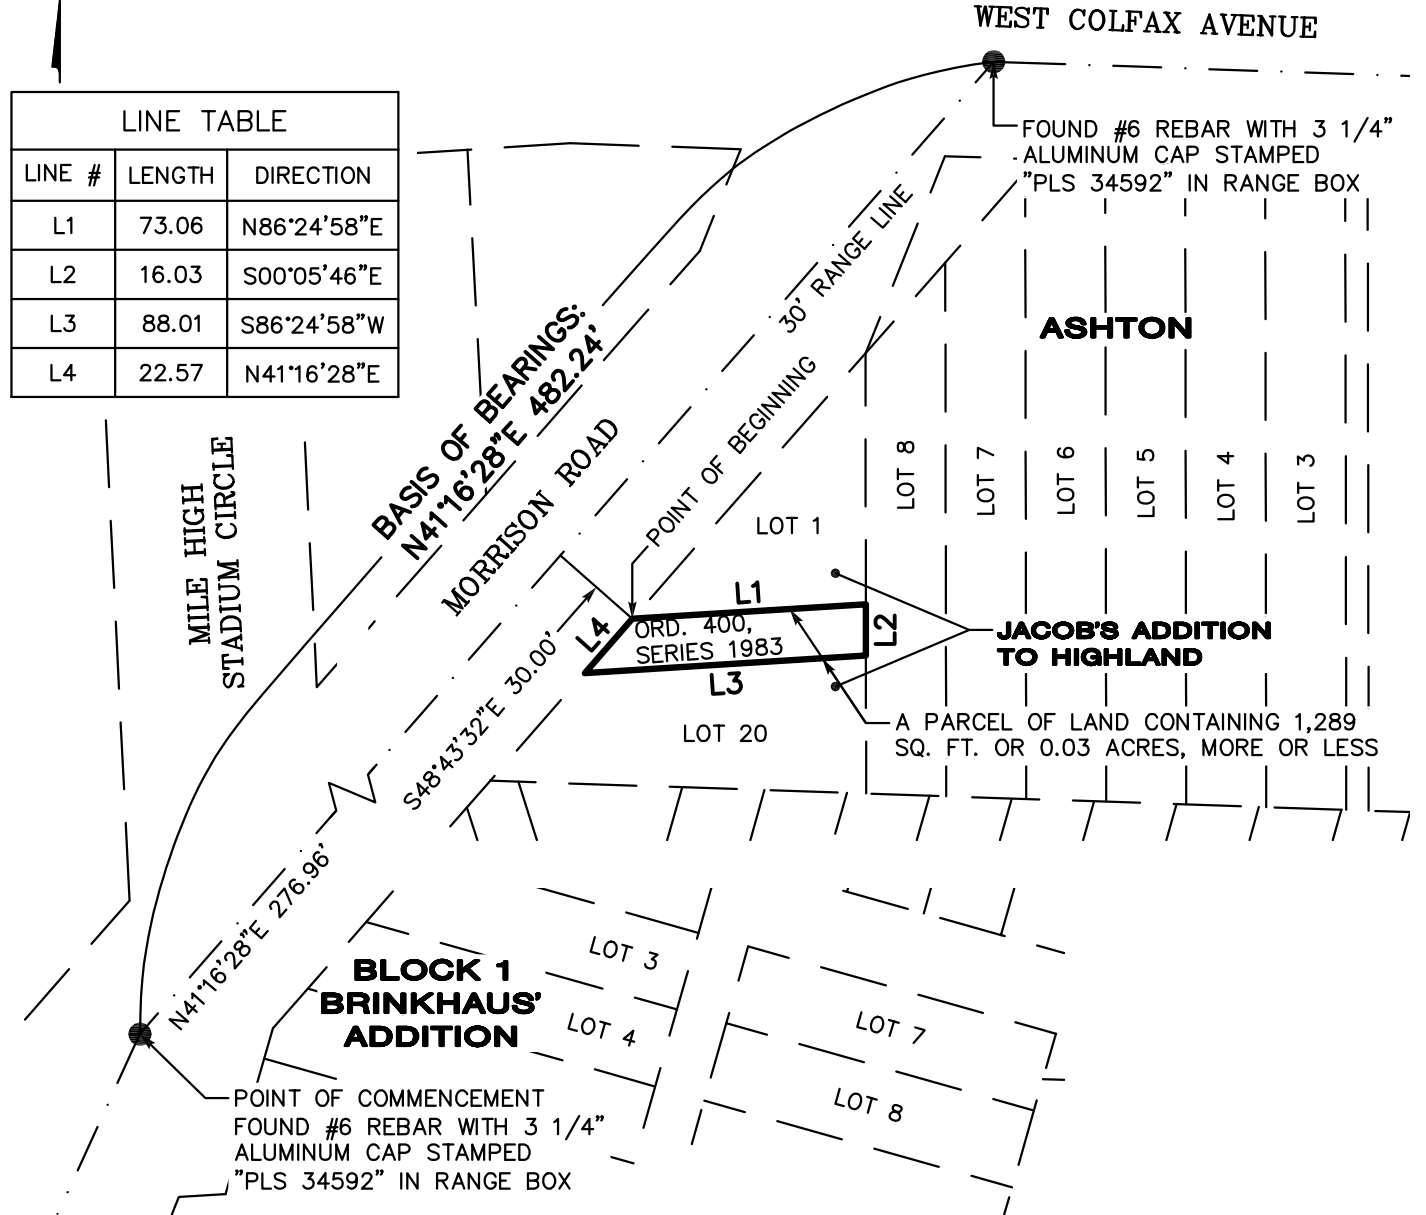 WEST COLFAX AVENUE
LINE TABLE
LINE # LENGTH DIRECTION
L1 73.06 N86°24'58"E
L2 16.03 S00°05'46"E
L3 88.01 S86°24'58"W
L4 22.57 N41°16'28"E
FOUND #6 REBAR WITH 3 1/4"
ALUMINUM CAP STAMPED
"PLS 34592" IN RANGE BOX
30' RANGE LINE
ASHTON
BASIS OF BEARINGS:
N41°16'28"E 482.24'
MORRISON ROAD
POINT OF BEGINNING
MILE HIGH
STADIUM CIRCLE
LOT 1
LOT 8
LOT 7
LOT 6
LOT 5
LOT 4
LOT 3
L1
L2
L3
L4
ORD. 400,
SERIES 1983
JACOB'S ADDITION
TO HIGHLAND
S48°43'32"E 30.00'
LOT 20
A PARCEL OF LAND CONTAINING 1,289
SQ. FT. OR 0.03 ACRES, MORE OR LESS
N41°16'28"E 276.96'
BLOCK 1
BRINKHAUS'
ADDITION
LOT 3
LOT 4
LOT 7
LOT 8
POINT OF COMMENCEMENT
FOUND #6 REBAR WITH 3 1/4"
ALUMINUM CAP STAMPED
"PLS 34592" IN RANGE BOX